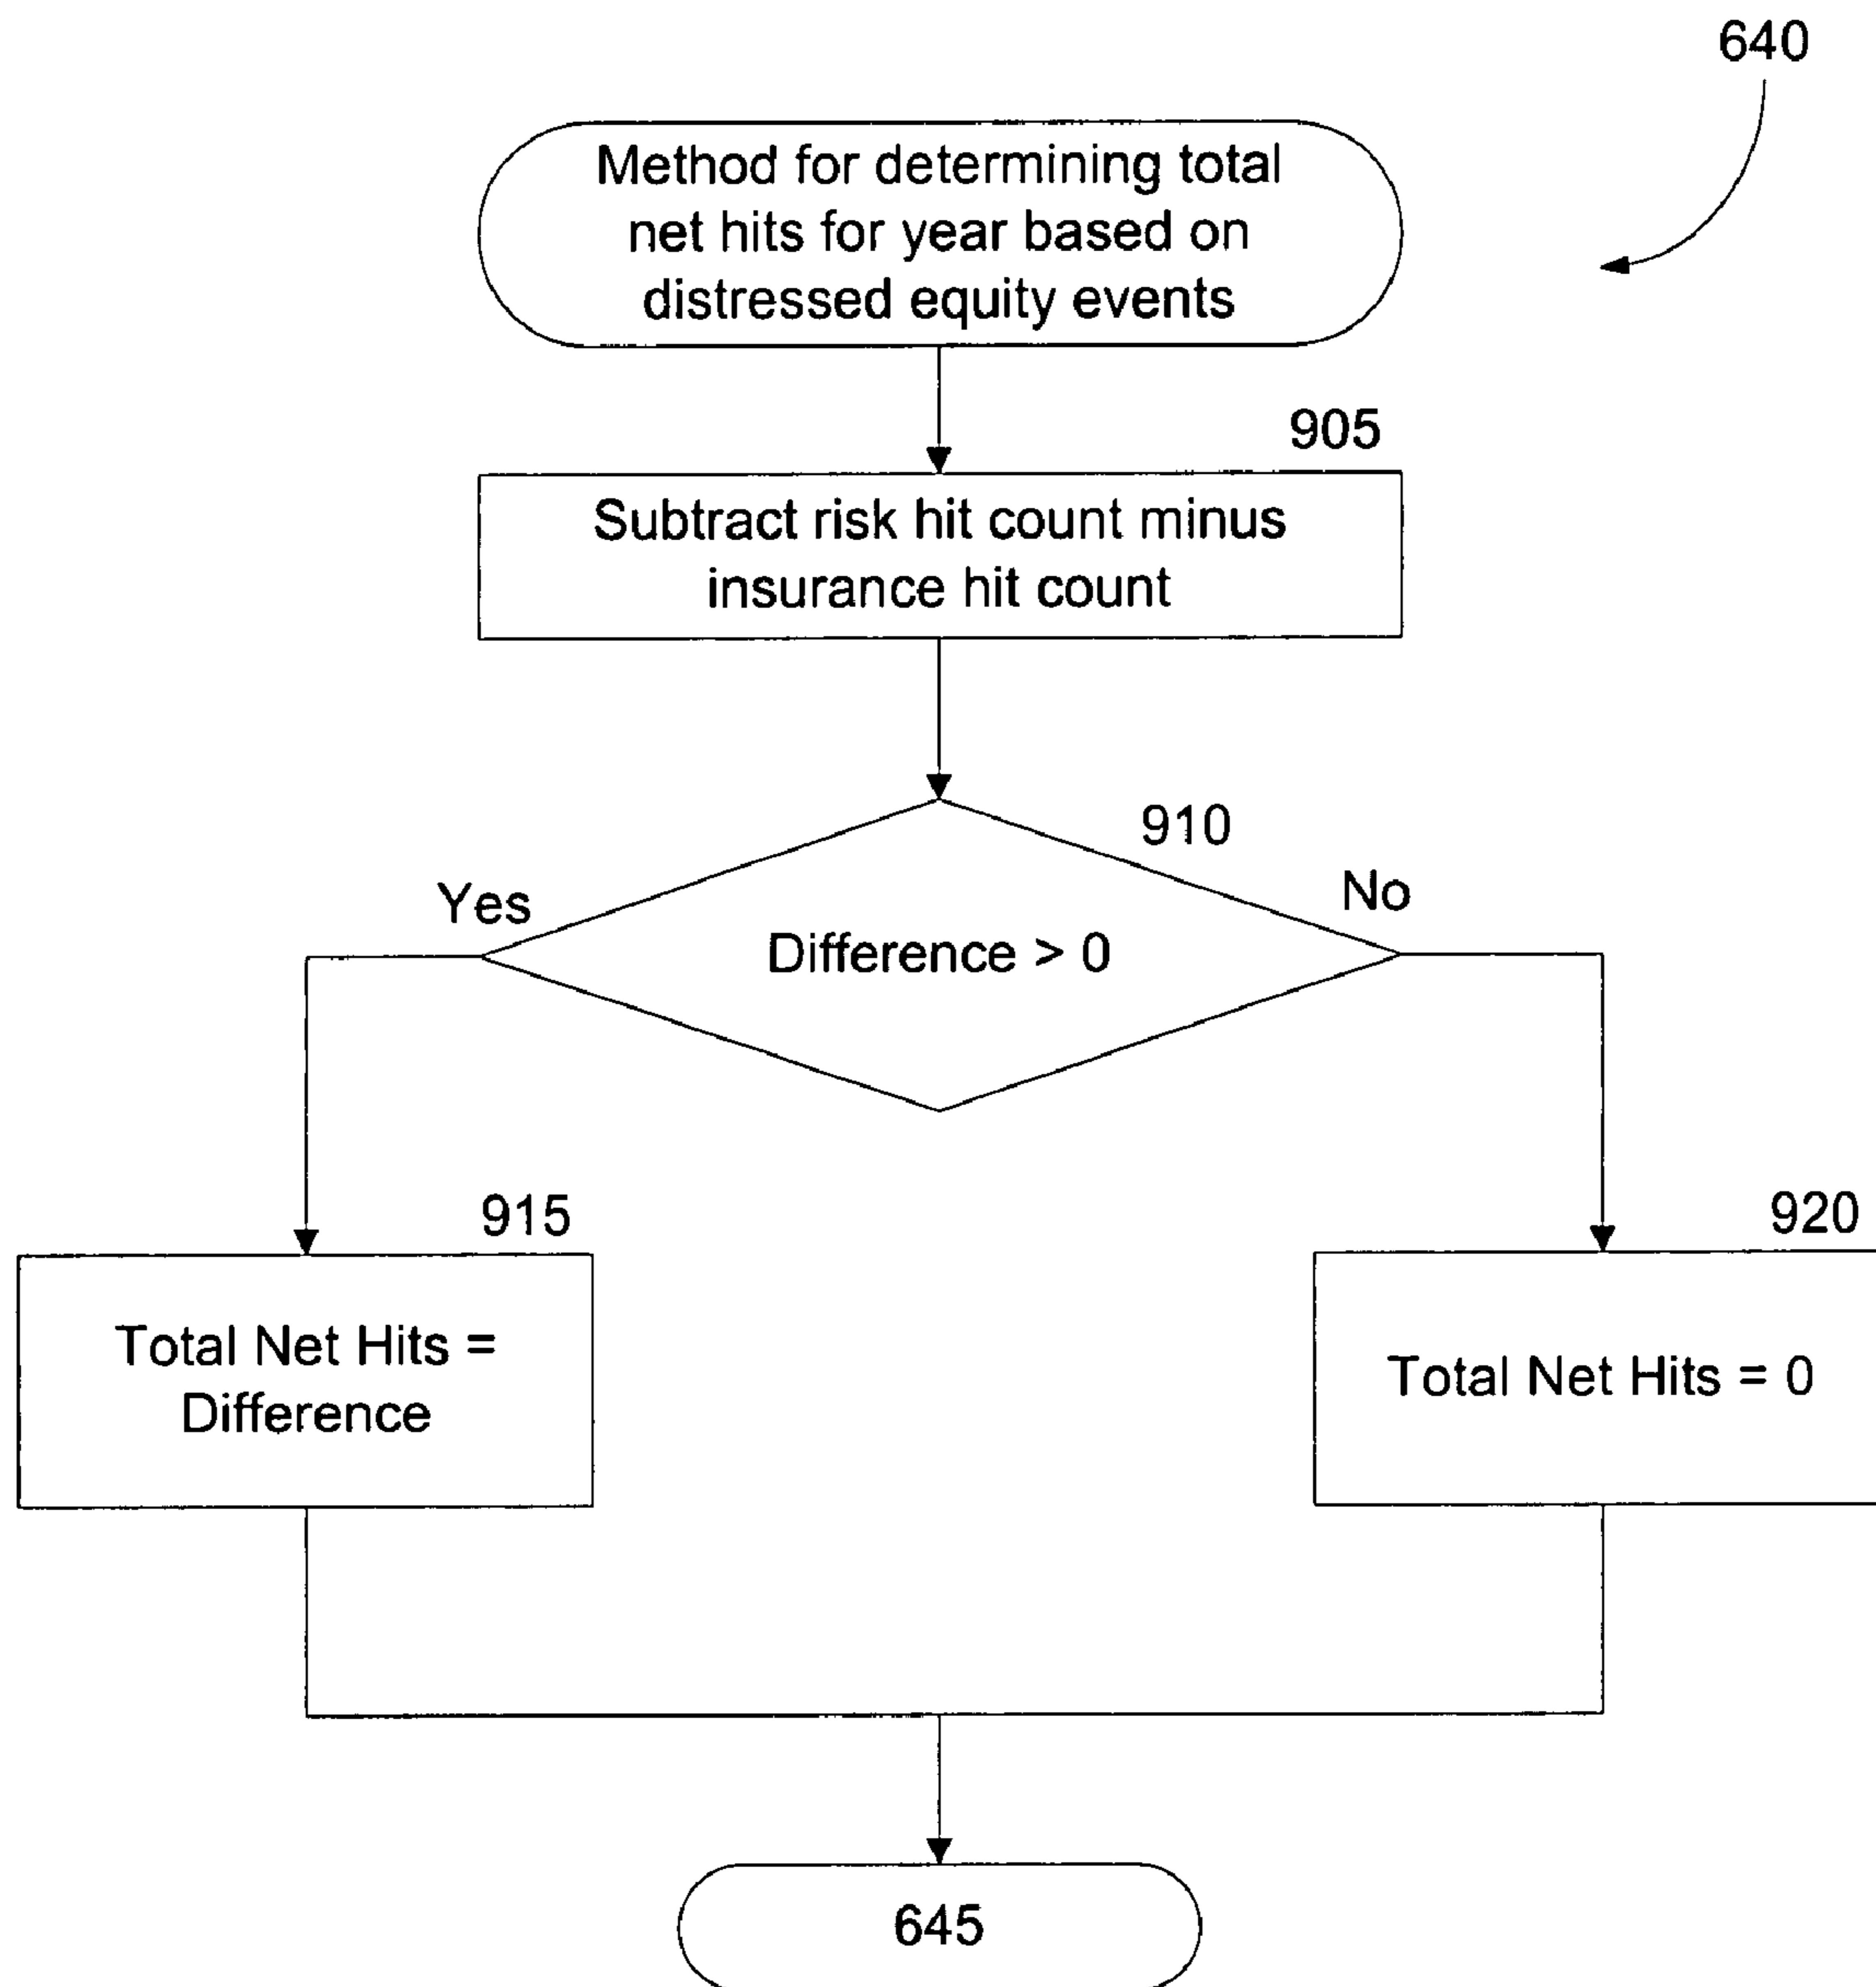 640
Method for determining total
net hits for year based on
distressed equity events
905
Subtract risk hit count minus
insurance hit count
910
Yes
No
Difference > 0
915
920
Total Net Hits =
Difference
Total Net Hits = 0
645